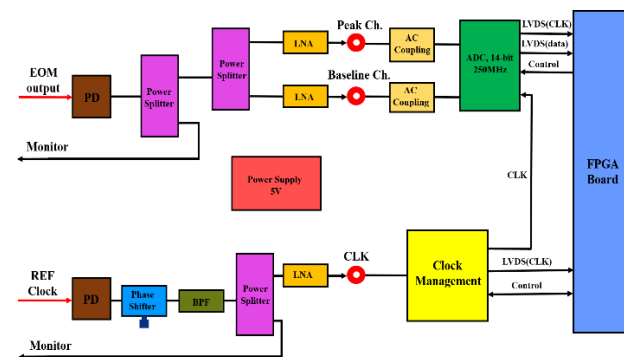 Peak Ch.
LVDS(CLK)
LNA
AC
Coupling
LVDS(data)
EOM
output
Power
Splitter
ADC, 14-bit
250MHz
Control
PD
Power
Splitter
Baseline Ch.
LNA
AC
Coupling
Monitor
FPGA
Board
CLK
Power Supply
5V
REF
Clock
CLK
LNA
Clock
Management
LVDS(CLK)
PD
Phase
Shifter
BPF
Power
Splitter
Control
Monitor